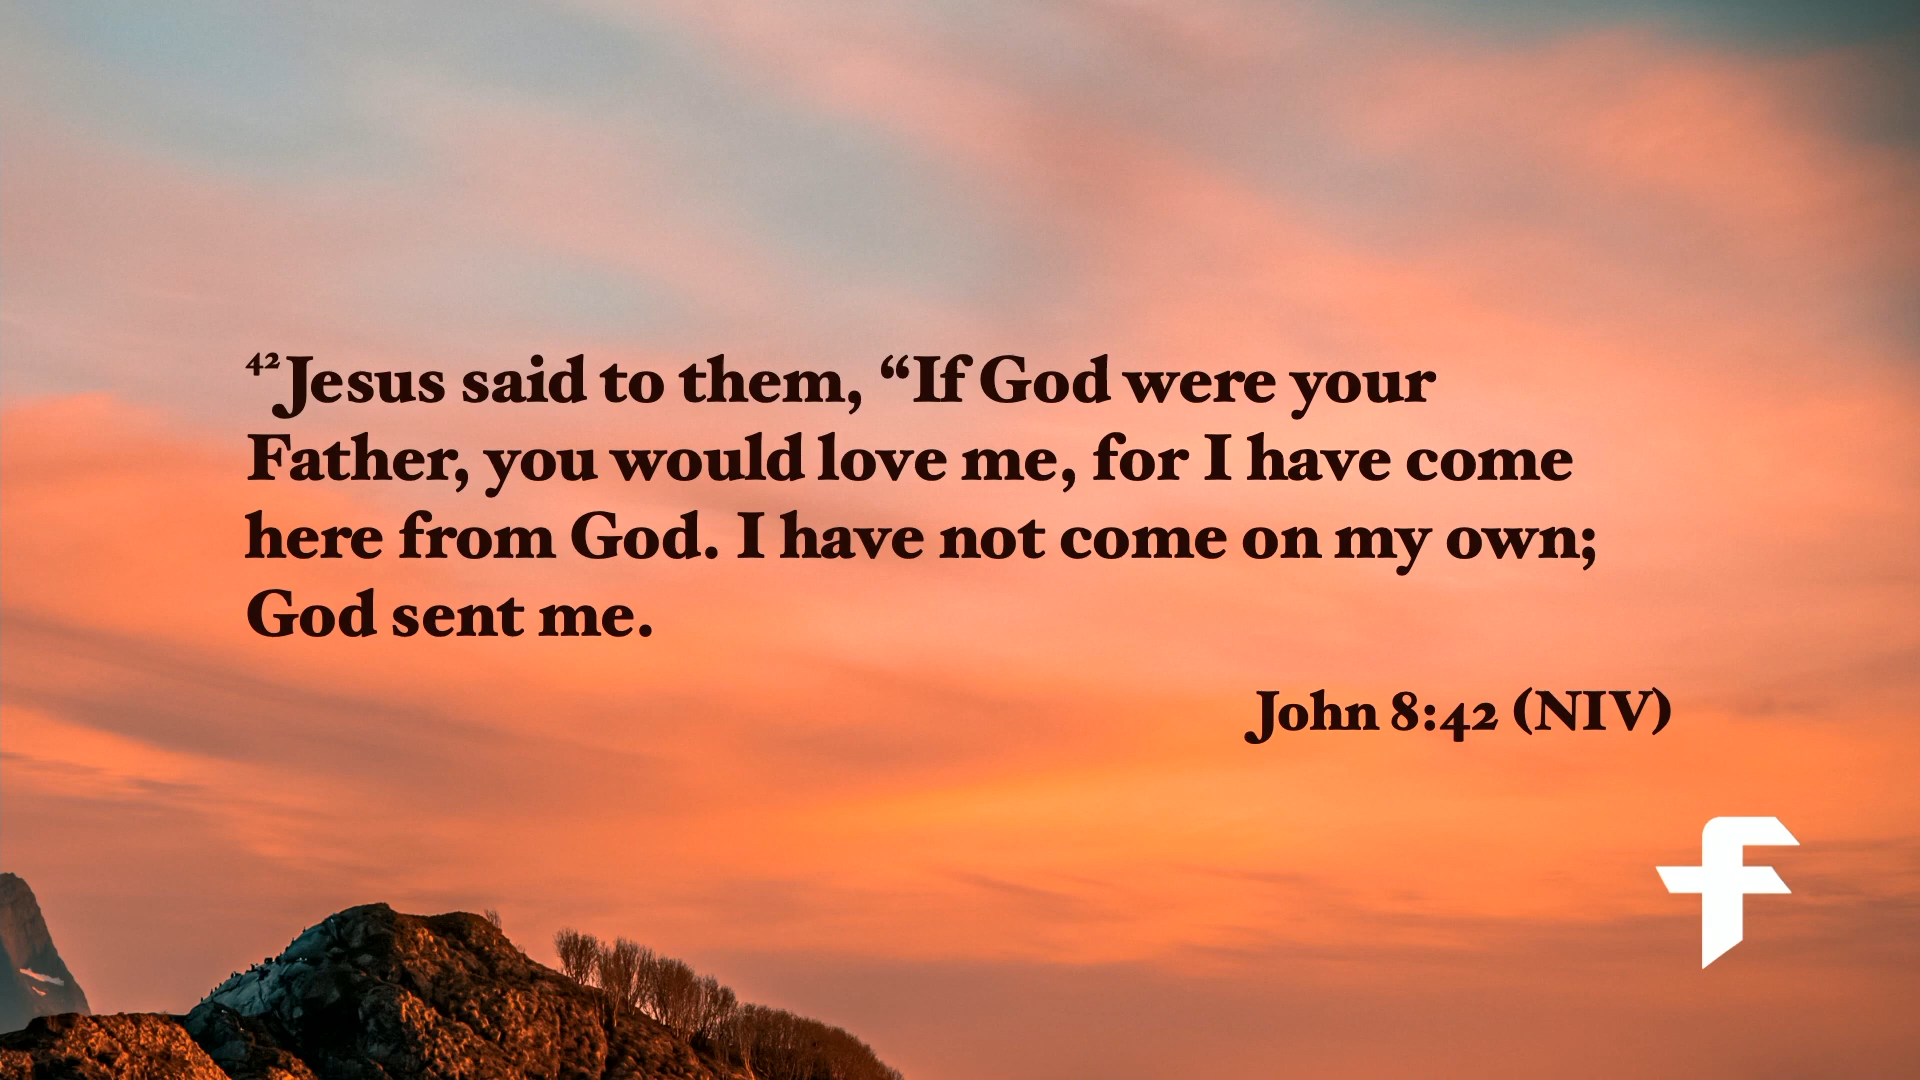 42Jesus said to them, “If God were your
Father, you would love me, for I have come
here from God. I have not come on my own;
God sent me.
John 8:42 (NIV)